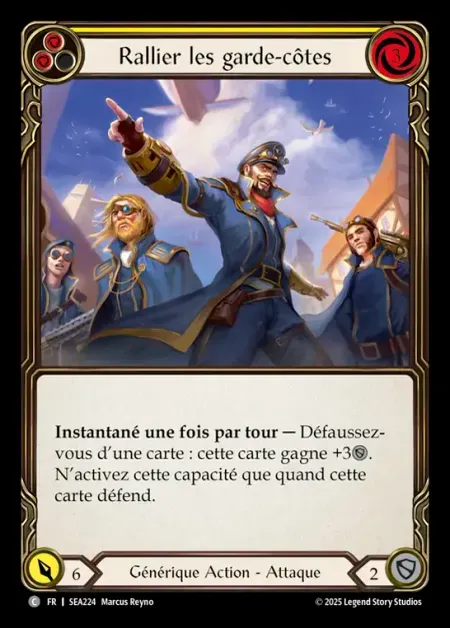 Rallier les garde-côtes
3
Instantané une fois par tour — Défaussez-
vous d'une carte : cette carte gagne +3.
N'activez cette capacité que quand cette
carte défend.
6
Générique Action - Attaque
2
C FR | SEA224 Marcus Reyno
© 2025 Legend Story Studios